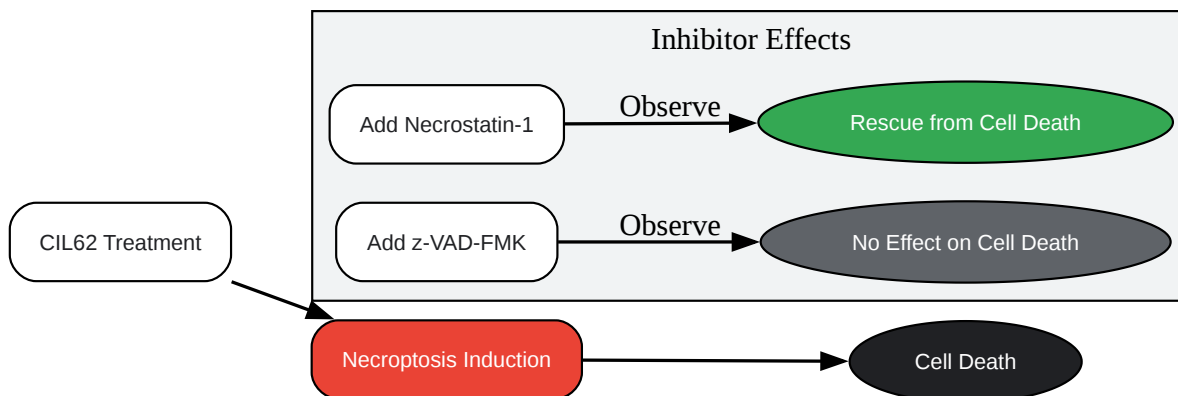 Inhibitor Effects
Add Necrostatin-1
Observe
Rescue from Cell Death
CIL62 Treatment
Add z-VAD-FMK
Observe
No Effect on Cell Death
Necroptosis Induction
Cell Death